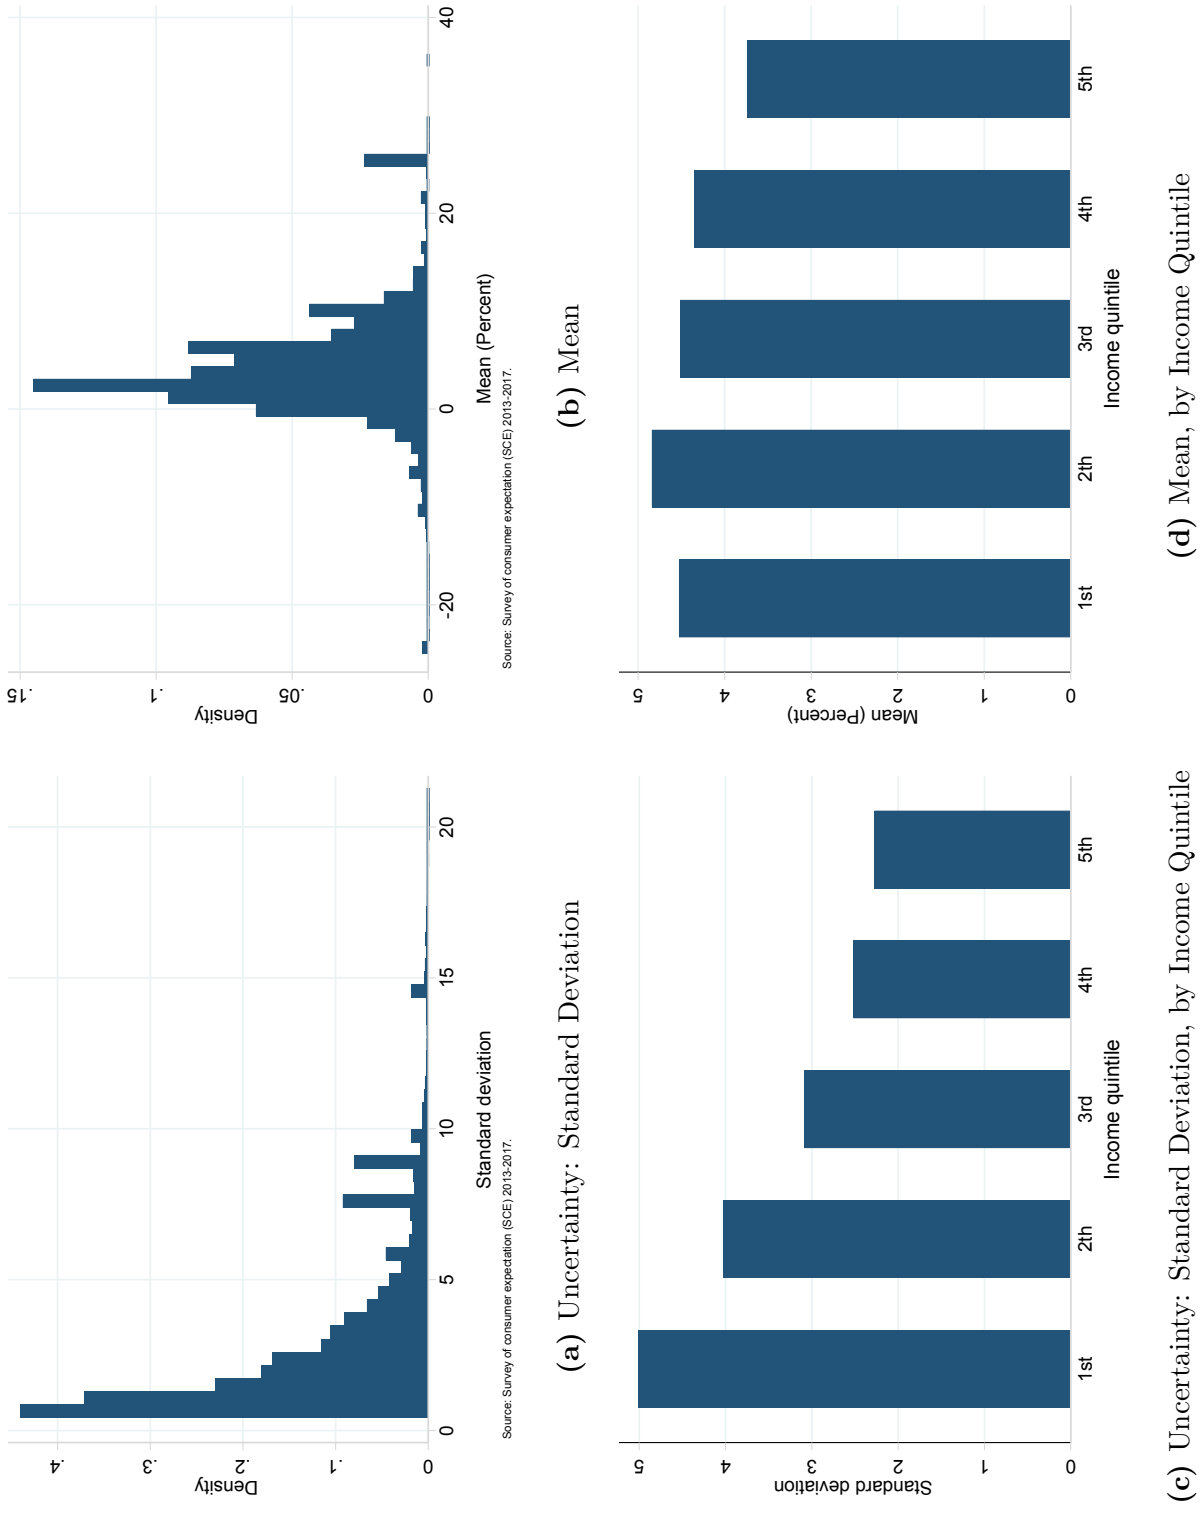 Density
.4
.3
.2
.1
0
0
5
10
15
20
Standard deviation
Source: Survey of consumer expectation (SCE) 2013-2017.
(a) Uncertainty: Standard Deviation
Density
.15
.1
.05
0
-20
0
20
40
Mean (Percent)
Source: Survey of consumer expectation (SCE) 2013-2017.
(b) Mean
Standard deviation
5
4
3
2
1
0
1st
2th
3rd
4th
5th
Income quintile
(c) Uncertainty: Standard Deviation, by Income Quintile
Mean (Percent)
5
4
3
2
1
0
1st
2th
3rd
4th
5th
Income quintile
(d) Mean, by Income Quintile